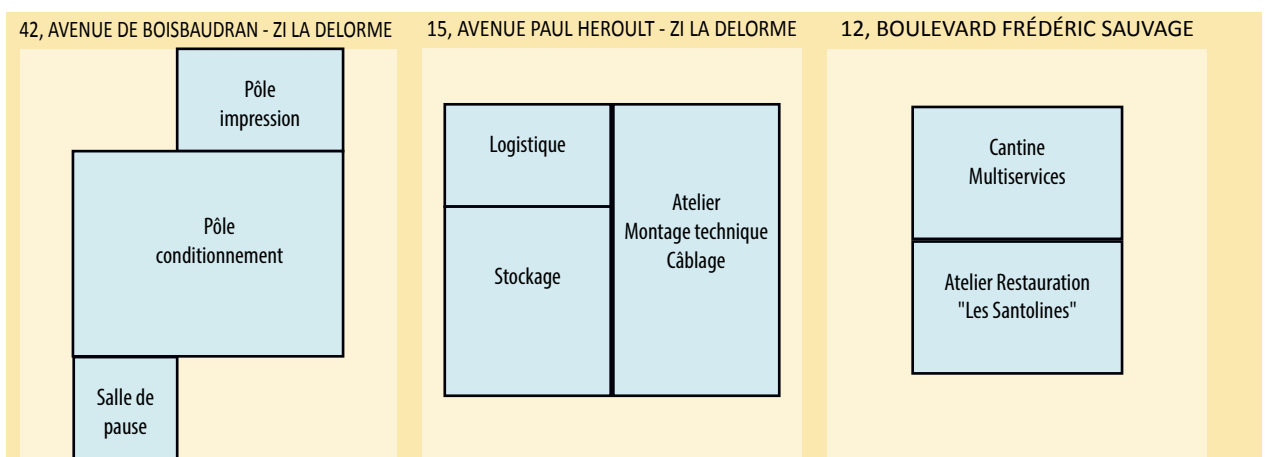 42, AVENUE DE BOISBAUDRAN - ZI LA DELORME
Pôle
impression
Pôle
conditionnement
Salle de
pause
15, AVENUE PAUL HEROULT - ZI LA DELORME
Logistique
Stockage
Atelier
Montage technique
Câblage
12, BOULEVARD FRÉDÉRIC SAUVAGE
Cantine
Multiservices
Atelier Restauration
"Les Santolines"